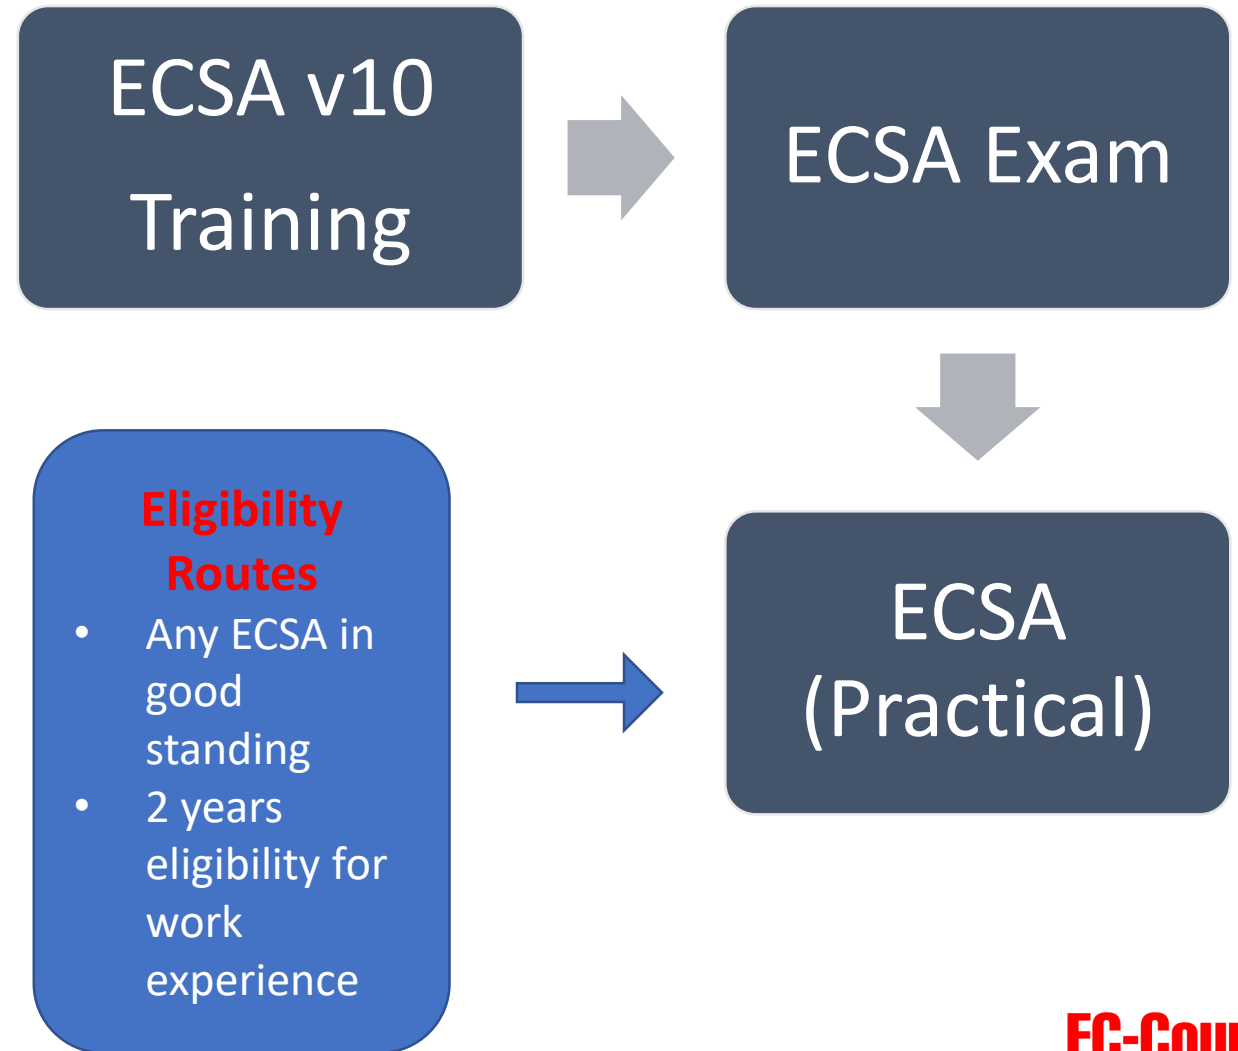 ECSA v10
Training
ECSA Exam
Eligibility
Routes
• Any ECSA in
good
standing
• 2 years
eligibility for
work
experience
ECSA
(Practical)